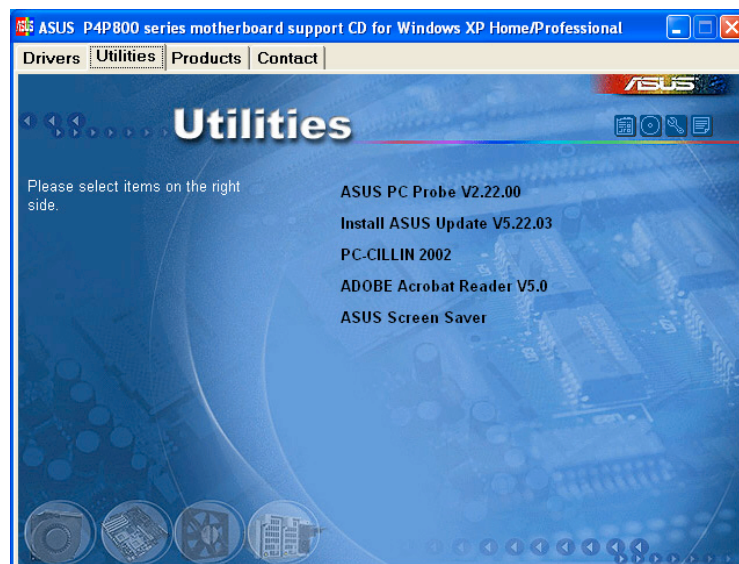 ASUS P4P800 series motherboard support CD for Windows XP Home/Professional
Drivers Utilities Products Contact
ASUS
Utilities
Please select items on the right
side.
ASUS PC Probe V2.22.00
Install ASUS Update V5.22.03
PC-CILLIN 2002
ADOBE Acrobat Reader V5.0
ASUS Screen Saver